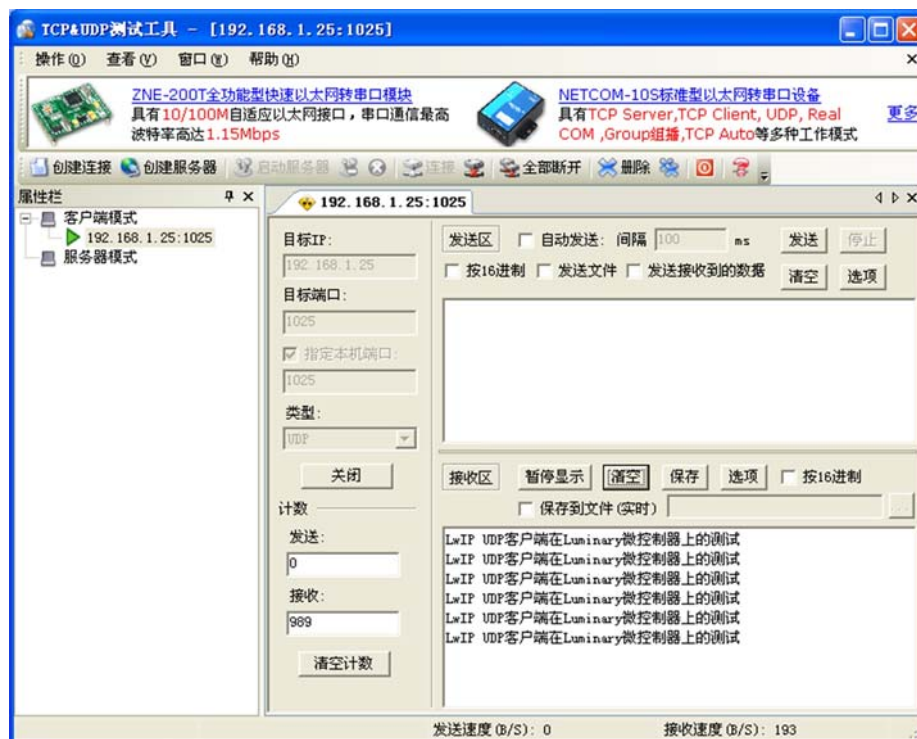 TCP&UDP测试工具 - [192.168.1.25:1025]
操作(O) 查看(V) 窗口(W) 帮助(H)
ZNE-200T全功能型快速以太网转串口模块
具有10/100M自适应以太网接口，串口通信最高
波特率高达1.15Mbps
NETCOM-10S标准型以太网转串口设备
具有TCP Server,TCP Client, UDP, Real
COM ,Group组播,TCP Auto等多种工作模式
更多
创建连接 创建服务器 启动服务器 连接 全部断开 删除
属性栏
客户端模式
192.168.1.25:1025
服务器模式
192.168.1.25:1025
目标IP:
192.168.1.25
目标端口:
1025
指定本机端口:
1025
类型:
UDP
关闭
计数
发送:
0
接收:
989
清空计数
发送区 自动发送: 间隔 100 ms 发送 停止
按16进制 发送文件 发送接收到的数据 清空 选项
接收区 暂停显示 清空 保存 选项 按16进制
保存到文件(实时) ...
LwIP UDP客户端在Luminary微控制器上的测试
LwIP UDP客户端在Luminary微控制器上的测试
LwIP UDP客户端在Luminary微控制器上的测试
LwIP UDP客户端在Luminary微控制器上的测试
LwIP UDP客户端在Luminary微控制器上的测试
LwIP UDP客户端在Luminary微控制器上的测试
发送速度(B/S): 0 接收速度(B/S): 193